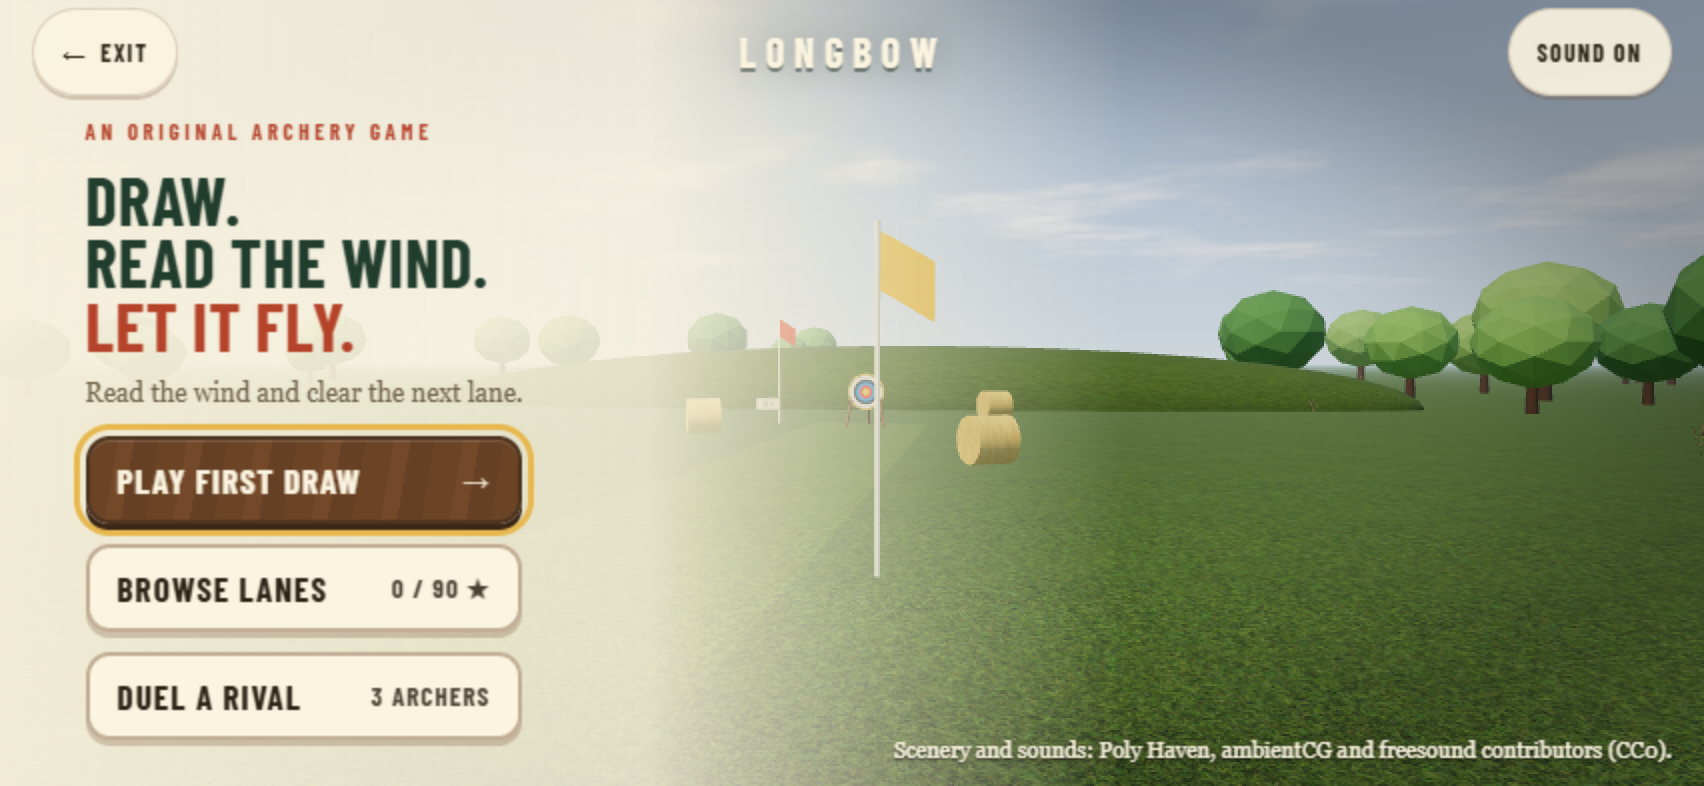 ← EXIT
LONGBOW
SOUND ON
AN ORIGINAL ARCHERY GAME
DRAW.
READ THE WIND.
LET IT FLY.
Read the wind and clear the next lane.
PLAY FIRST DRAW →
BROWSE LANES 0 / 90 ★
DUEL A RIVAL 3 ARCHERS
Scenery and sounds: Poly Haven, ambientCG and freesound contributors (CC0).